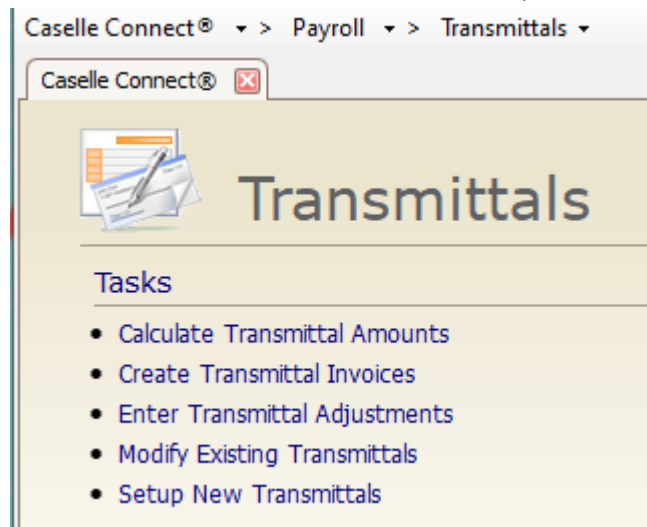 Caselle Connect® > Payroll > Transmittals
Caselle Connect®
Transmittals
Tasks
• Calculate Transmittal Amounts
• Create Transmittal Invoices
• Enter Transmittal Adjustments
• Modify Existing Transmittals
• Setup New Transmittals